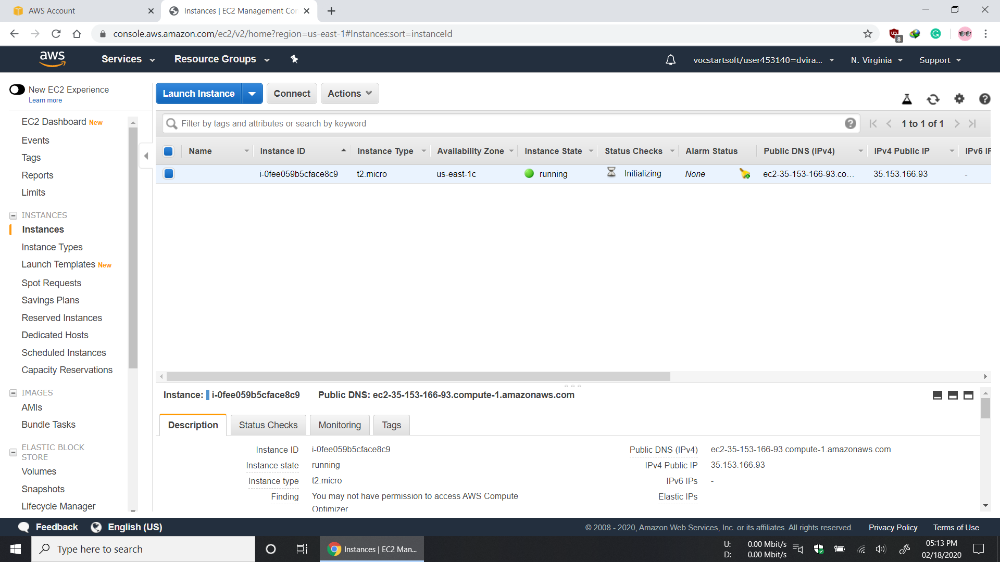 AWS Account
Instances | EC2 Management Con
console.aws.amazon.com/ec2/v2/home?region=us-east-1#Instances:sort=instanceId
8
aws
Services
Resource Groups
vocstartsoft/user453140=dvira...
N. Virginia
Support
New EC2 Experience
Learn more
Launch Instance
Connect
Actions
EC2 Dashboard New
Events
Tags
Reports
Limits
INSTANCES
Instances
Instance Types
Launch Templates New
Spot Requests
Savings Plans
Reserved Instances
Dedicated Hosts
Scheduled Instances
Capacity Reservations
IMAGES
AMIs
Bundle Tasks
ELASTIC BLOCK
STORE
Volumes
Snapshots
Lifecycle Manager
Filter by tags and attributes or search by keyword
1 to 1 of 1
Name Instance ID Instance Type Availability Zone Instance State Status Checks Alarm Status Public DNS (IPv4) IPv4 Public IP IPv6 IP
i-0fee059b5cface8c9 t2.micro us-east-1c running Initializing None ec2-35-153-166-93.co... 35.153.166.93 -
Instance: i-0fee059b5cface8c9 Public DNS: ec2-35-153-166-93.compute-1.amazonaws.com
Description
Status Checks
Monitoring
Tags
Instance ID i-0fee059b5cface8c9
Instance state running
Instance type t2.micro
Finding You may not have permission to access AWS Compute
Optimizer
Public DNS (IPv4) ec2-35-153-166-93.compute-1.amazonaws.com
IPv4 Public IP 35.153.166.93
IPv6 IPs -
Elastic IPs
Feedback
English (US)
© 2008 - 2020, Amazon Web Services, Inc. or its affiliates. All rights reserved.
Privacy Policy
Terms of Use
Type here to search
Instances | EC2 Man...
U: 0.00 Mbit/s
D: 0.00 Mbit/s
05:13 PM
02/18/2020